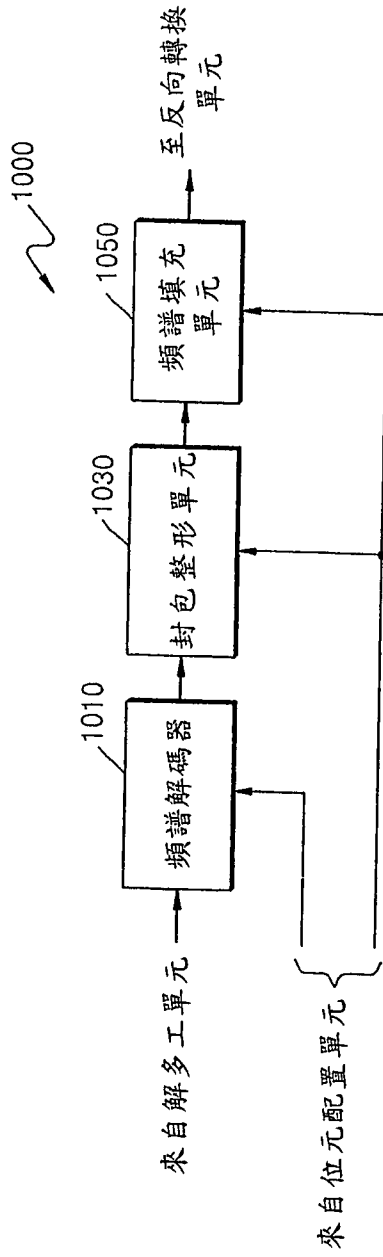 1000
1010
1030
1050
來自解多工單元
頻譜解碼器
封包整形單元
頻譜填充
單元
至反向轉換
單元
來自位元配置單元